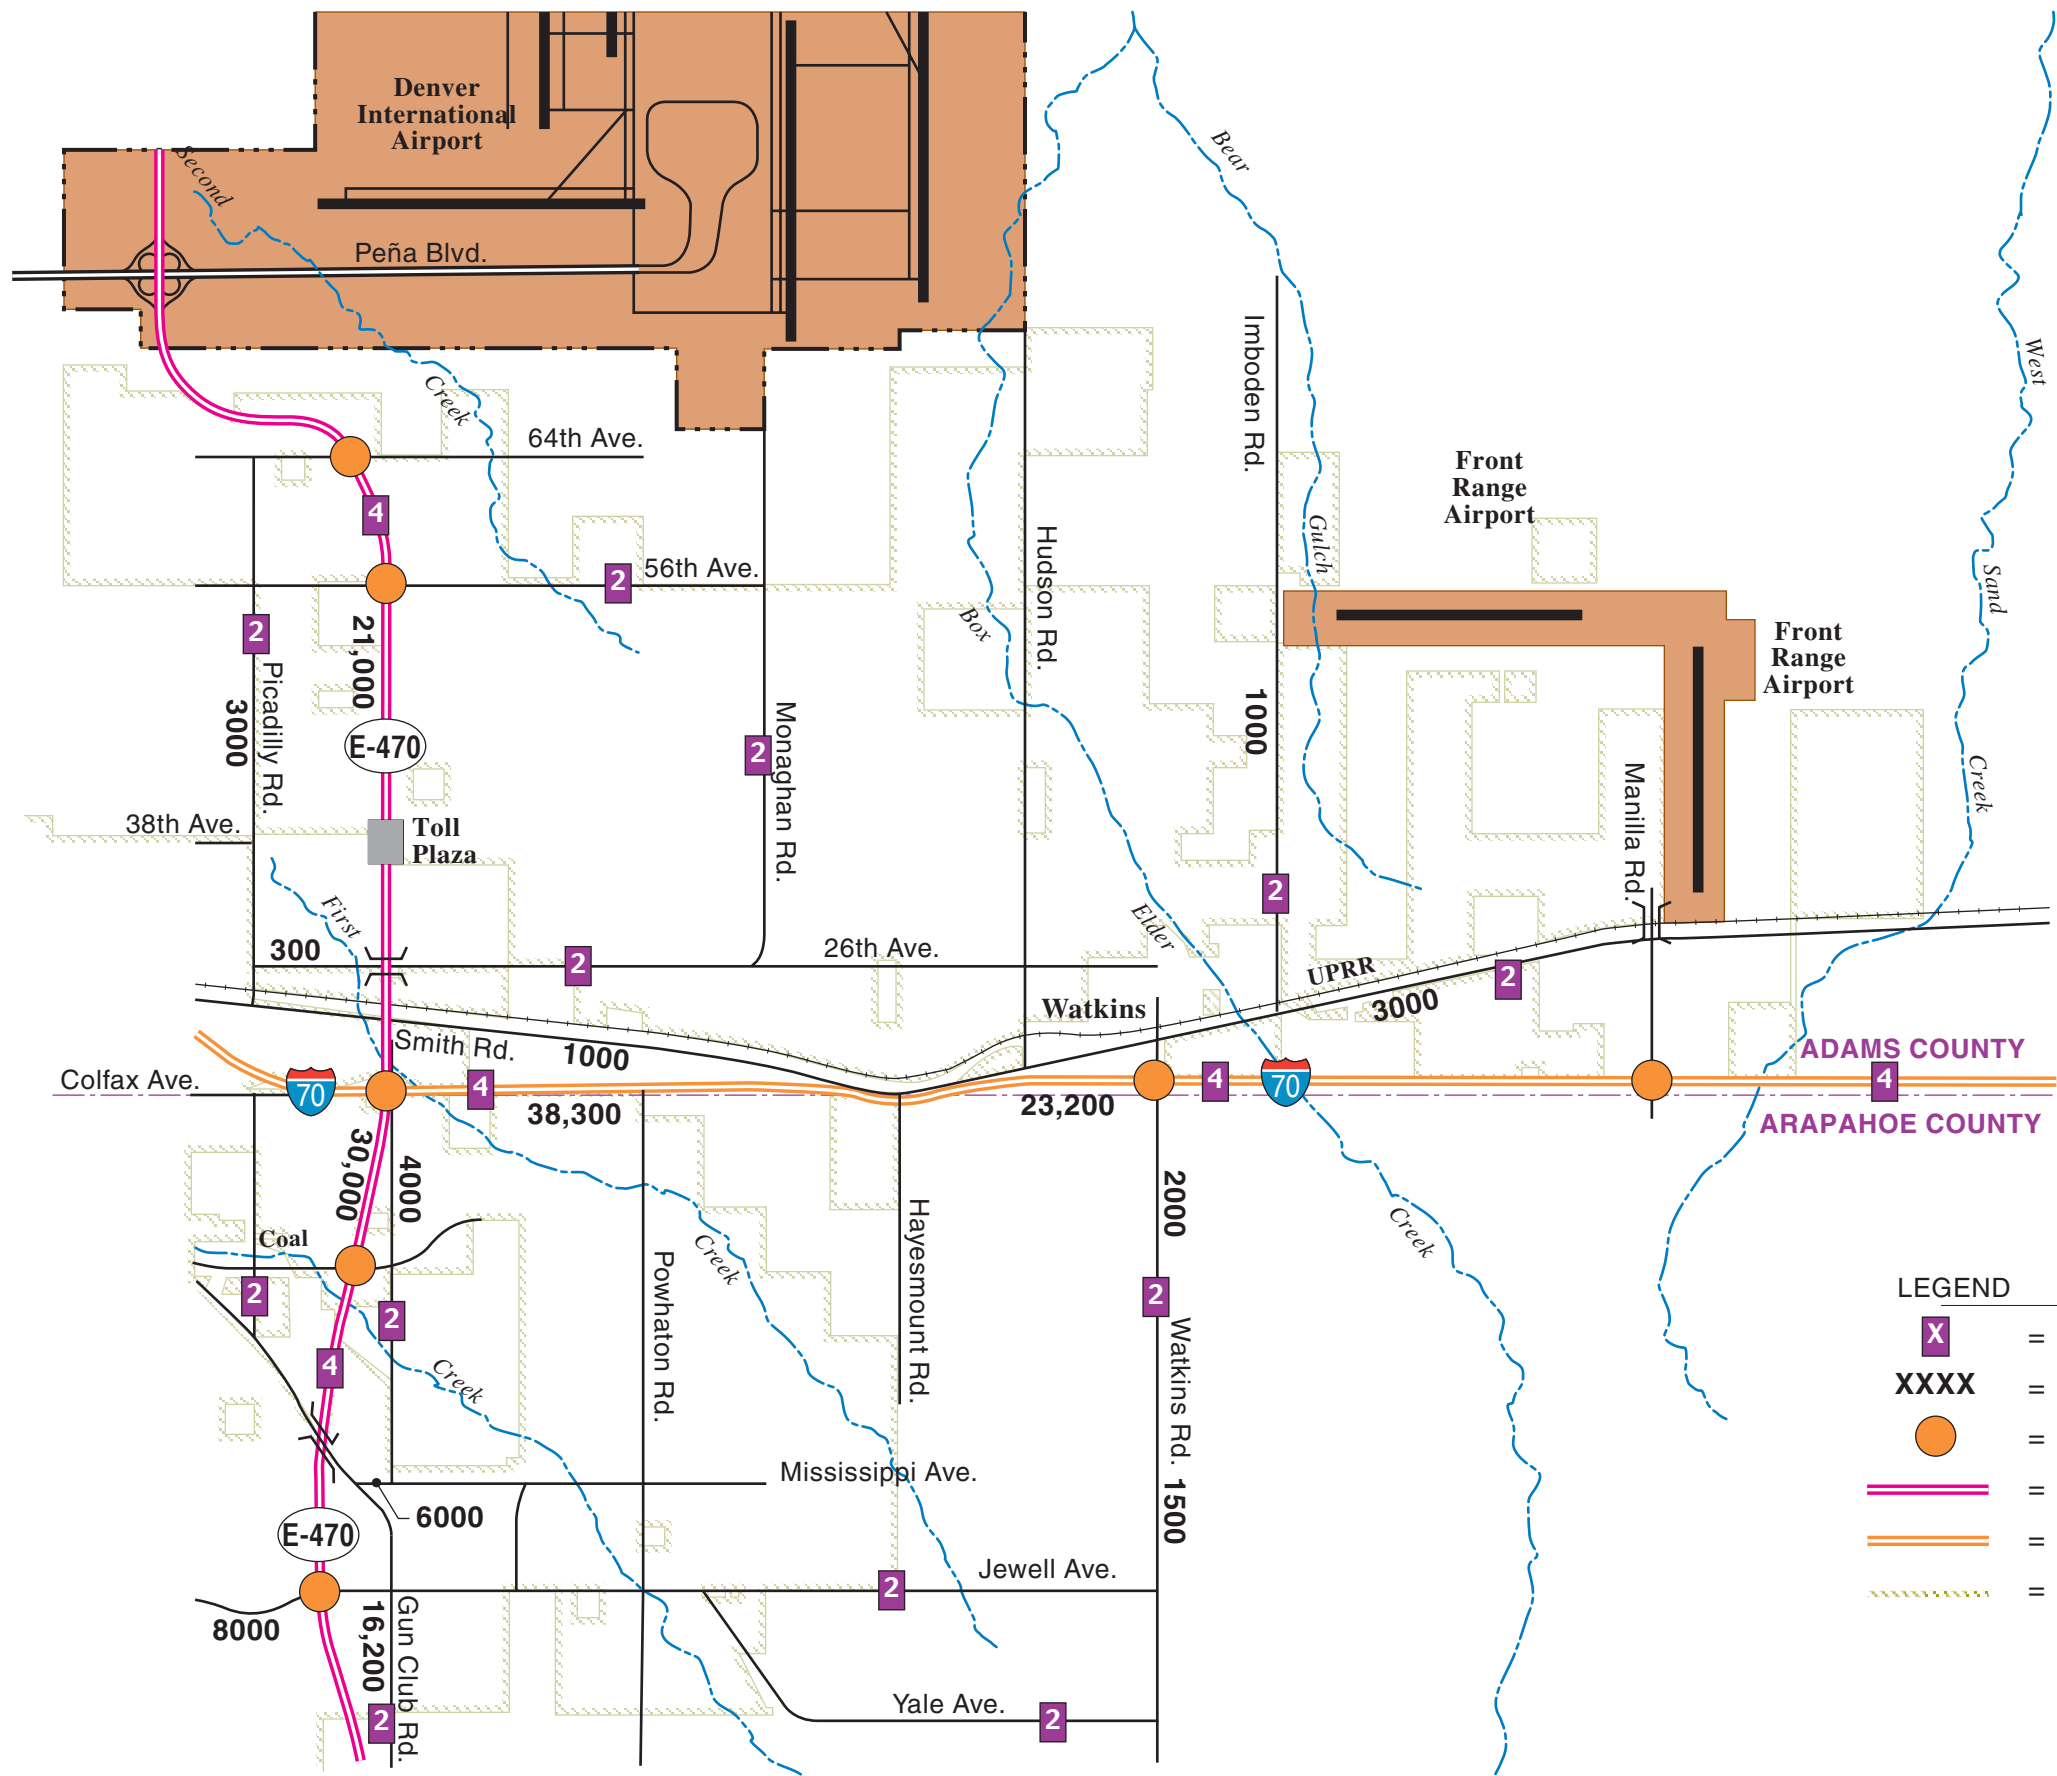 Denver
International
Airport
Second
Bear
Peña Blvd.
Imboden Rd.
West
Creek
64th Ave.
4
Front
Range
Airport
Gulch
Hudson Rd.
56th Ave.
2
2
21,000
Sand
Box
Front
Range
Airport
Picadilly Rd.
3000
E-470
Monaghan Rd.
2
1000
Manilla Rd.
Creek
38th Ave.
Toll
Plaza
2
First
Elder
300
2
26th Ave.
UPRR
2
3000
Watkins
Smith Rd.
1000
ADAMS COUNTY
Colfax Ave.
70
4
38,300
23,200
4
70
4
ARAPAHOE COUNTY
30,000
4000
2000
Hayesmount Rd.
Creek
Coal
Creek
Powhaton Rd.
2
2
2
Watkins Rd.
4
Creek
LEGEND
X =
XXXX =
=
=
=
=
Mississippi Ave.
6000
1500
E-470
Jewell Ave.
2
8000
16,200
Gun Club Rd.
2
Yale Ave.
2